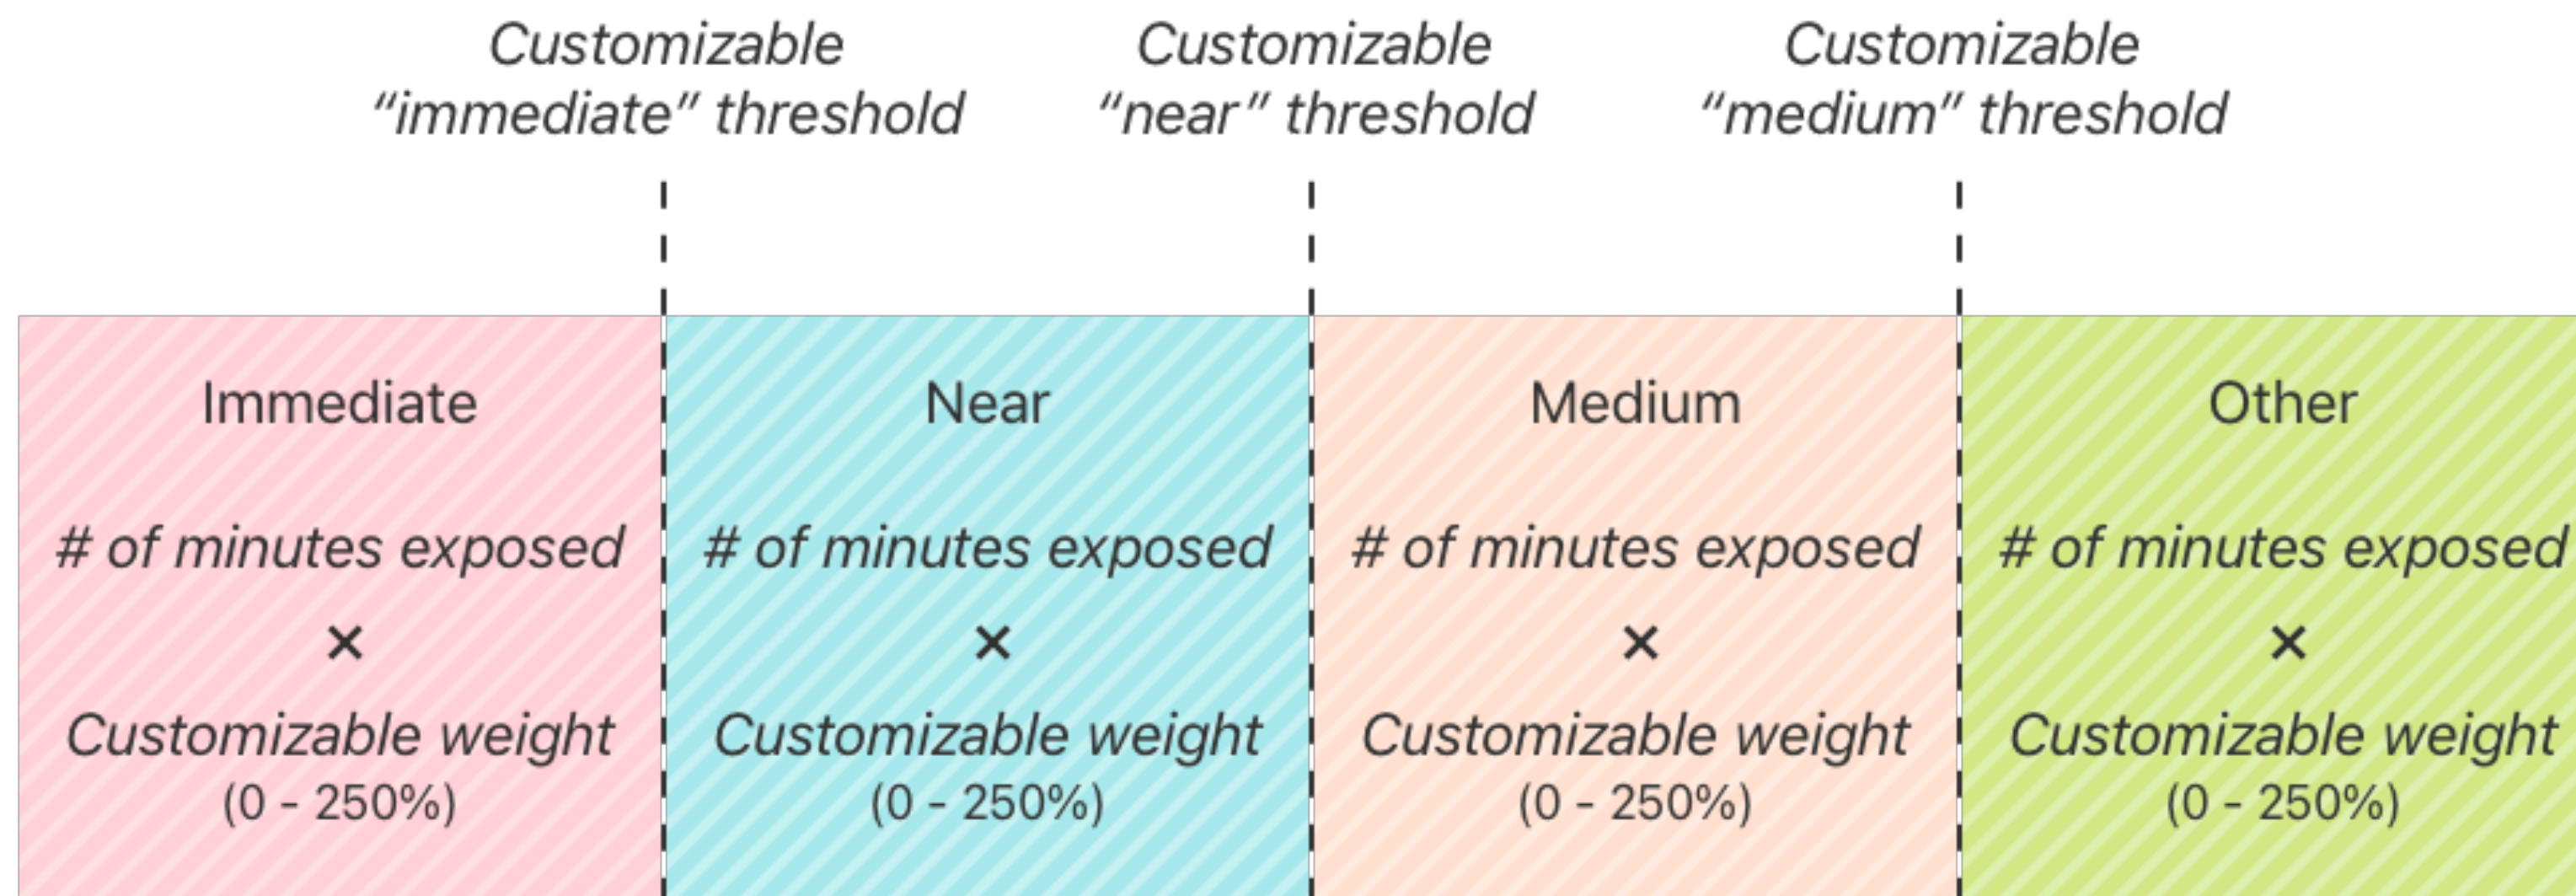 Customizable
“immediate” threshold
Customizable
“near” threshold
Customizable
“medium” threshold
Immediate
# of minutes exposed
×
Customizable weight
(0 - 250%)
Near
# of minutes exposed
×
Customizable weight
(0 - 250%)
Medium
# of minutes exposed
×
Customizable weight
(0 - 250%)
Other
# of minutes exposed
×
Customizable weight
(0 - 250%)